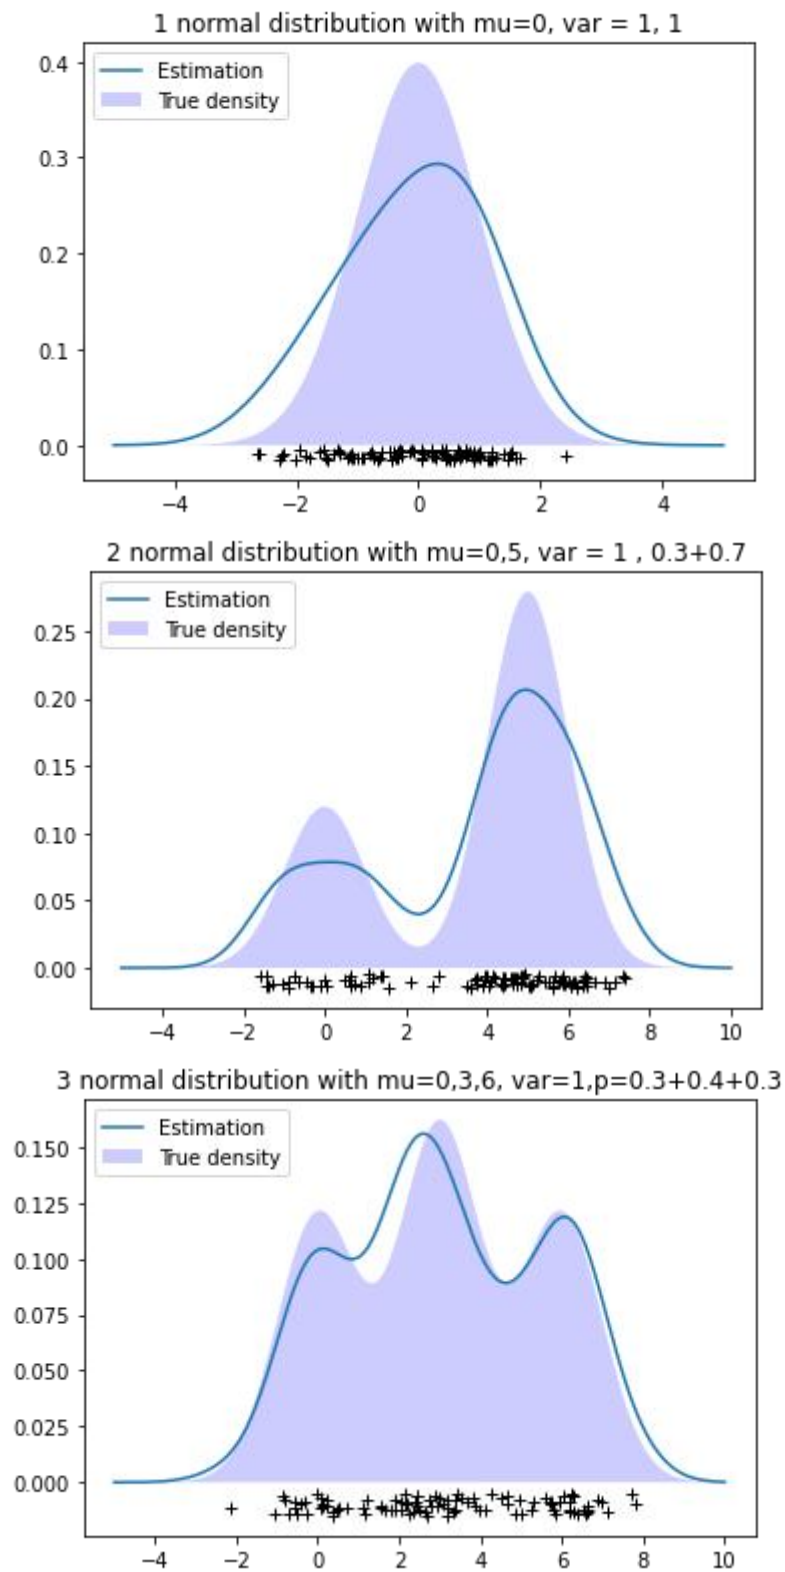 1 normal distribution with mu=0, var = 1, 1
Estimation
True density
0.4
0.3
0.2
0.1
0.0
−4 −2 0 2 4
2 normal distribution with mu=0,5, var = 1 , 0.3+0.7
Estimation
True density
0.25
0.20
0.15
0.10
0.05
0.00
−4 −2 0 2 4 6 8 10
3 normal distribution with mu=0,3,6, var=1,p=0.3+0.4+0.3
Estimation
True density
0.150
0.125
0.100
0.075
0.050
0.025
0.000
−4 −2 0 2 4 6 8 10